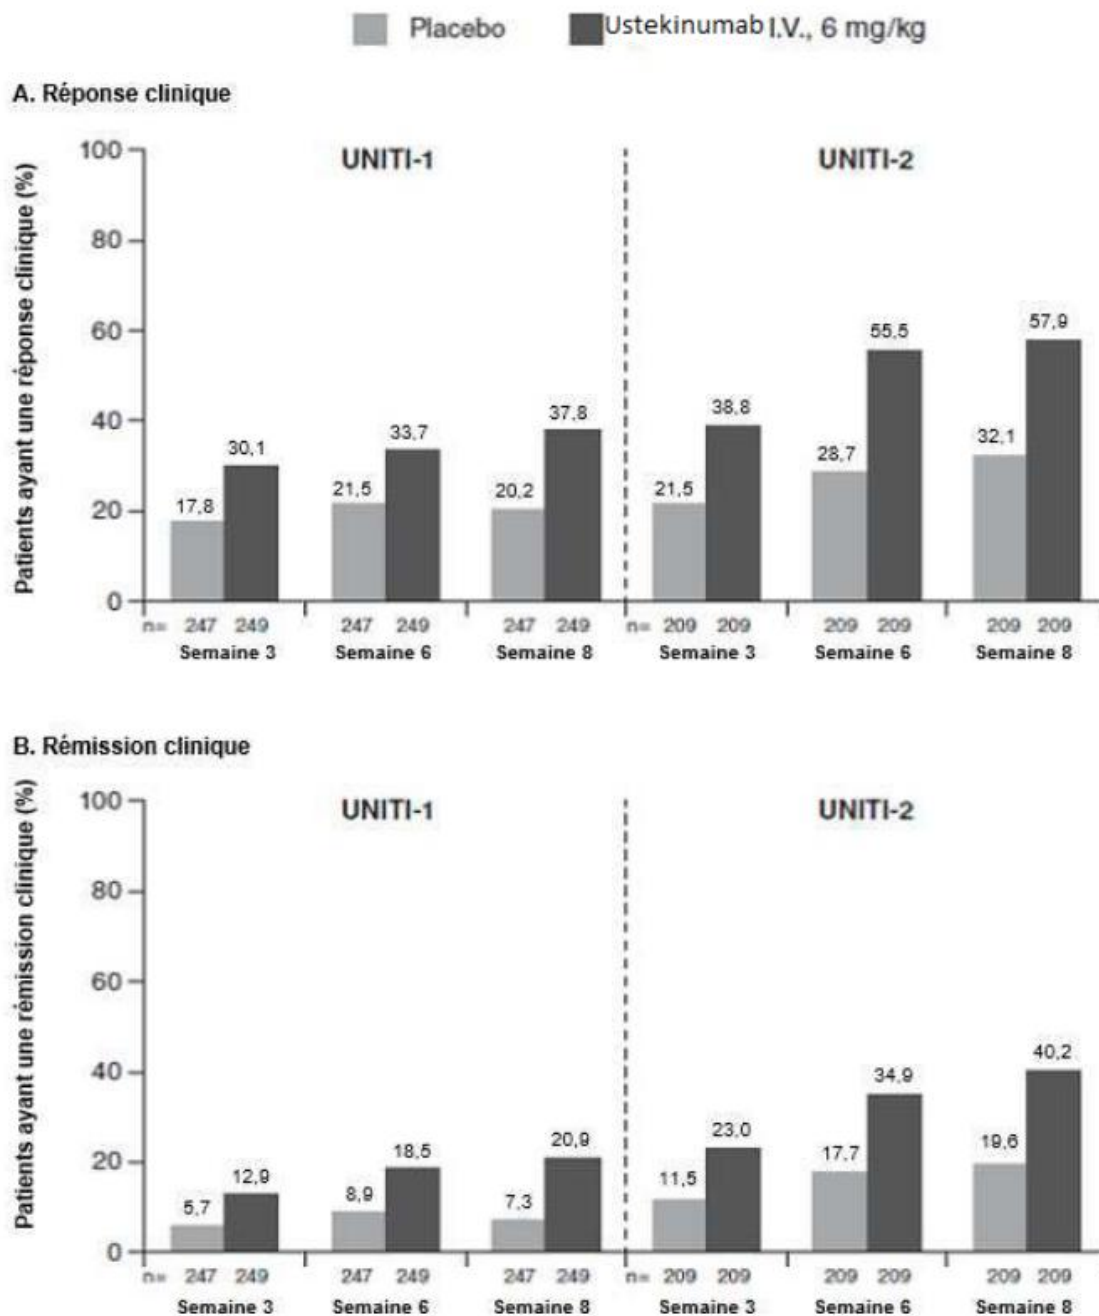 Placebo Ustekinumab I.V., 6 mg/kg
A. Réponse clinique
Patients ayant une réponse clinique (%)
100
80
60
40
20
0
UNITI-1 UNITI-2
17,8 30,1 21,5 33,7 20,2 37,8 21,5 38,8 28,7 55,5 32,1 57,9
n= 247 249 247 249 247 249 n= 209 209 209 209 209 209
Semaine 3 Semaine 6 Semaine 8 Semaine 3 Semaine 6 Semaine 8
B. Rémission clinique
Patients ayant une rémission clinique (%)
100
80
60
40
20
0
UNITI-1 UNITI-2
5,7 12,9 8,9 18,5 7,3 20,9 11,5 23,0 17,7 34,9 19,6 40,2
n= 247 249 247 249 247 249 n= 209 209 209 209 209 209
Semaine 3 Semaine 6 Semaine 8 Semaine 3 Semaine 6 Semaine 8